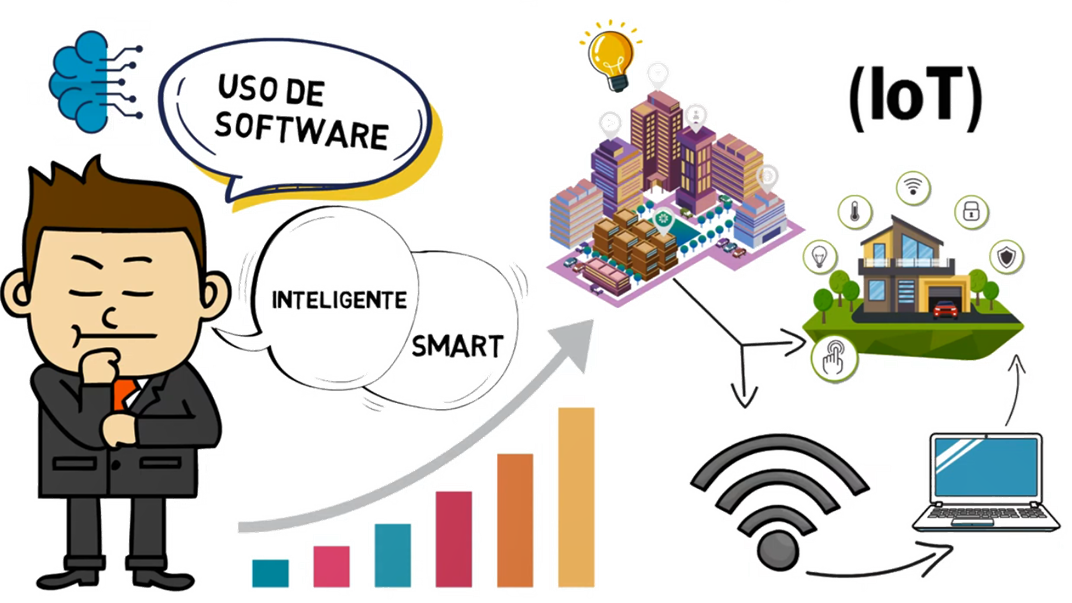 USO DE
SOFTWARE
INTELIGENTE
SMART
(IoT)